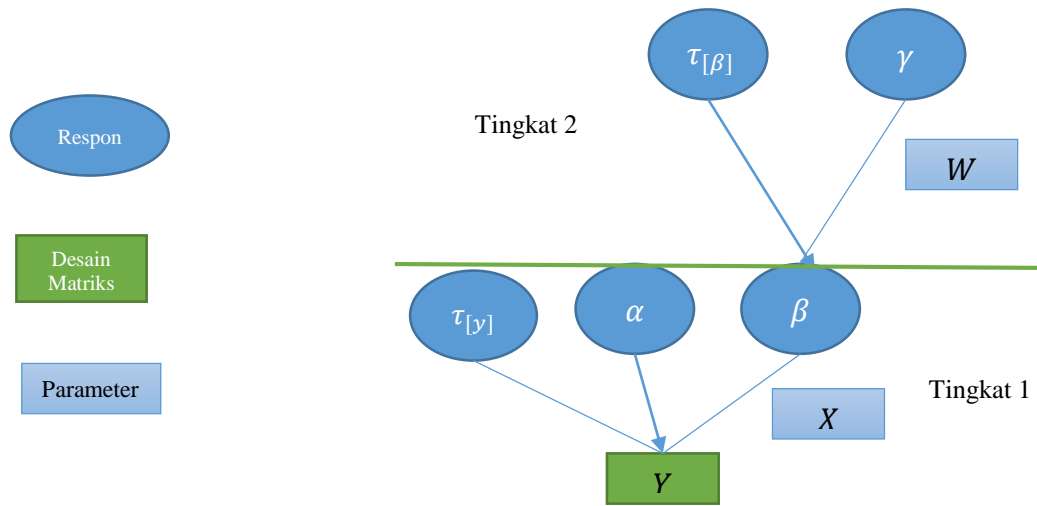 τ[β]
γ
Tingkat 2
Respon
W
Desain
Matriks
τ[y]
α
β
Parameter
Tingkat 1
X
Y